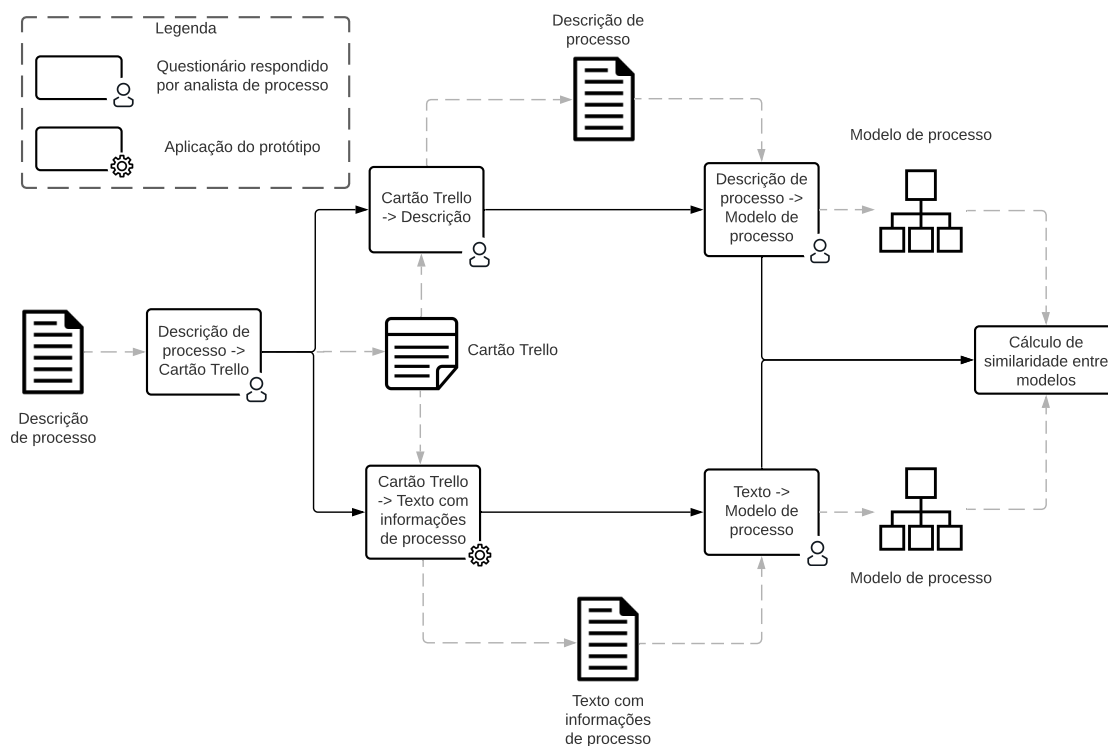 Legenda
Questionário respondido
por analista de processo
Aplicação do protótipo
Descrição de
processo
Modelo de processo
Cartão Trello
-> Descrição
Descrição de
processo ->
Modelo de
processo
Descrição de
processo ->
Cartão Trello
Cartão Trello
Cálculo de
similaridade entre
modelos
Descrição
de processo
Cartão Trello
-> Texto com
informações
de processo
Texto ->
Modelo de
processo
Modelo de processo
Texto com
informações
de processo